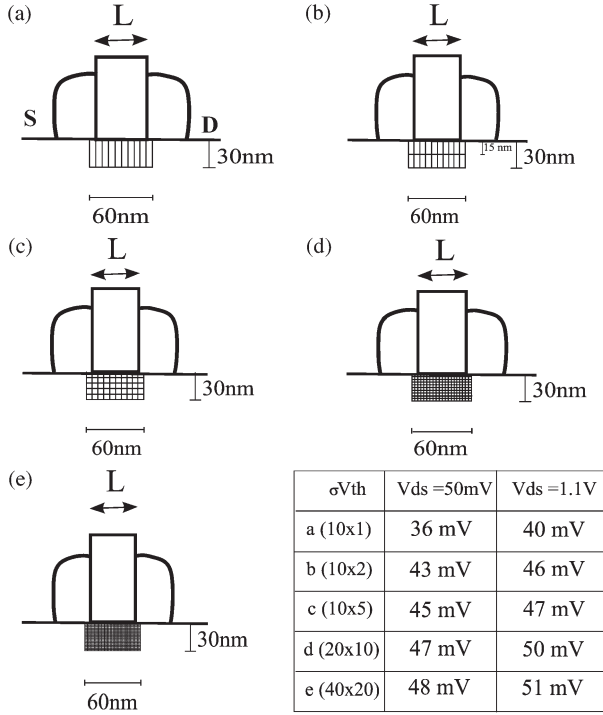 (a)
L
S
D
30nm
60nm
(b)
L
15 nm
30nm
60nm
(c)
L
30nm
60nm
(d)
L
30nm
60nm
(e)
L
30nm
60nm
σVth Vds =50mV Vds =1.1V
a (10x1) 36 mV 40 mV
b (10x2) 43 mV 46 mV
c (10x5) 45 mV 47 mV
d (20x10) 47 mV 50 mV
e (40x20) 48 mV 51 mV